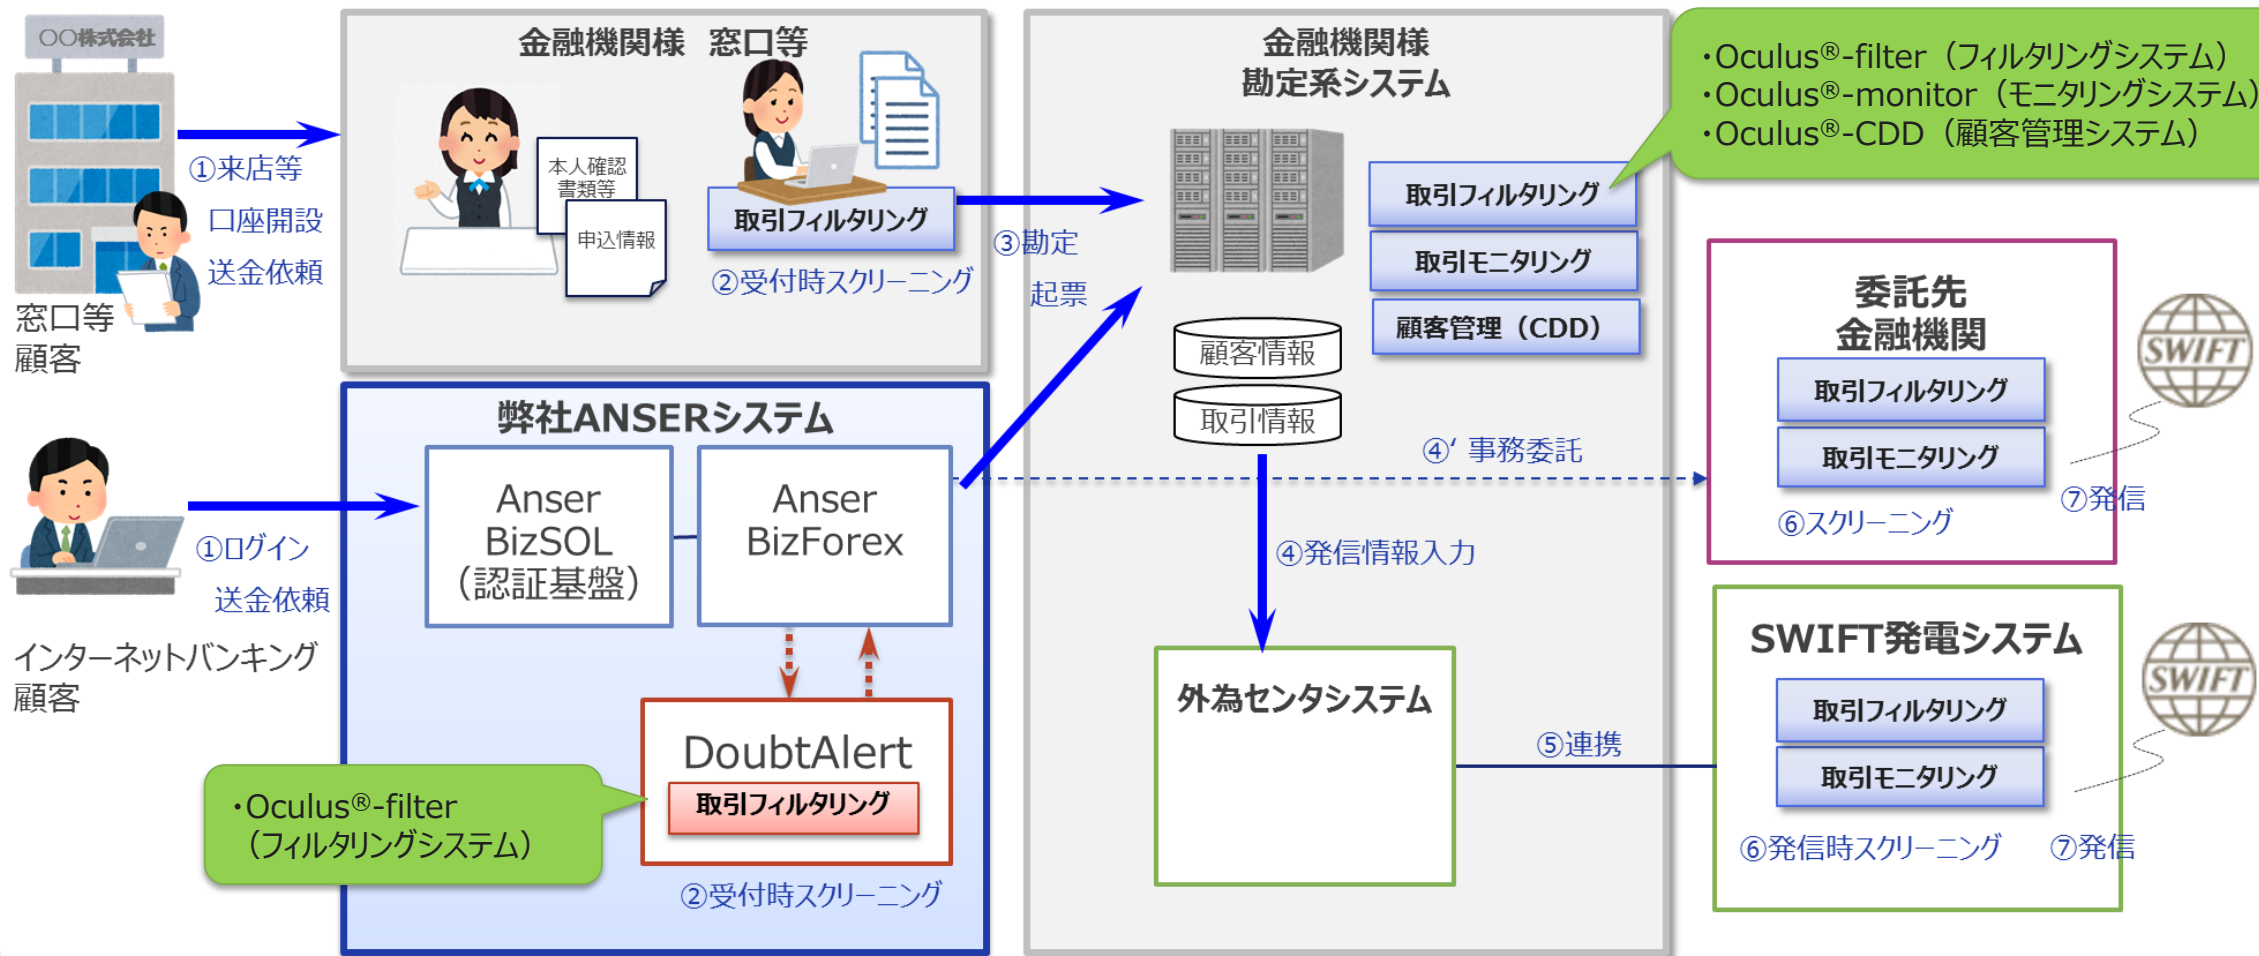 〇〇株式会社
①来店等
口座開設
送金依頼
窓口等
顧客
金融機関様 窓口等
本人確認
書類等
申込情報
取引フィルタリング
②受付時スクリーニング
③勘定
起票
金融機関様
勘定系システム
取引フィルタリング
取引モニタリング
顧客管理（CDD）
顧客情報
取引情報
・Oculus®-filter（フィルタリングシステム）
・Oculus®-monitor（モニタリングシステム）
・Oculus®-CDD（顧客管理システム）
委託先
金融機関
取引フィルタリング
取引モニタリング
⑥スクリーニング
⑦発信
SWIFT
④‘ 事務委託
弊社ANSERシステム
Anser
BizSOL
（認証基盤）
Anser
BizForex
①ログイン
送金依頼
インターネットバンキング
顧客
DoubtAlert
取引フィルタリング
・Oculus®-filter
（フィルタリングシステム）
②受付時スクリーニング
④発信情報入力
外為センタシステム
⑤連携
SWIFT発電システム
取引フィルタリング
取引モニタリング
⑥発信時スクリーニング
⑦発信
SWIFT